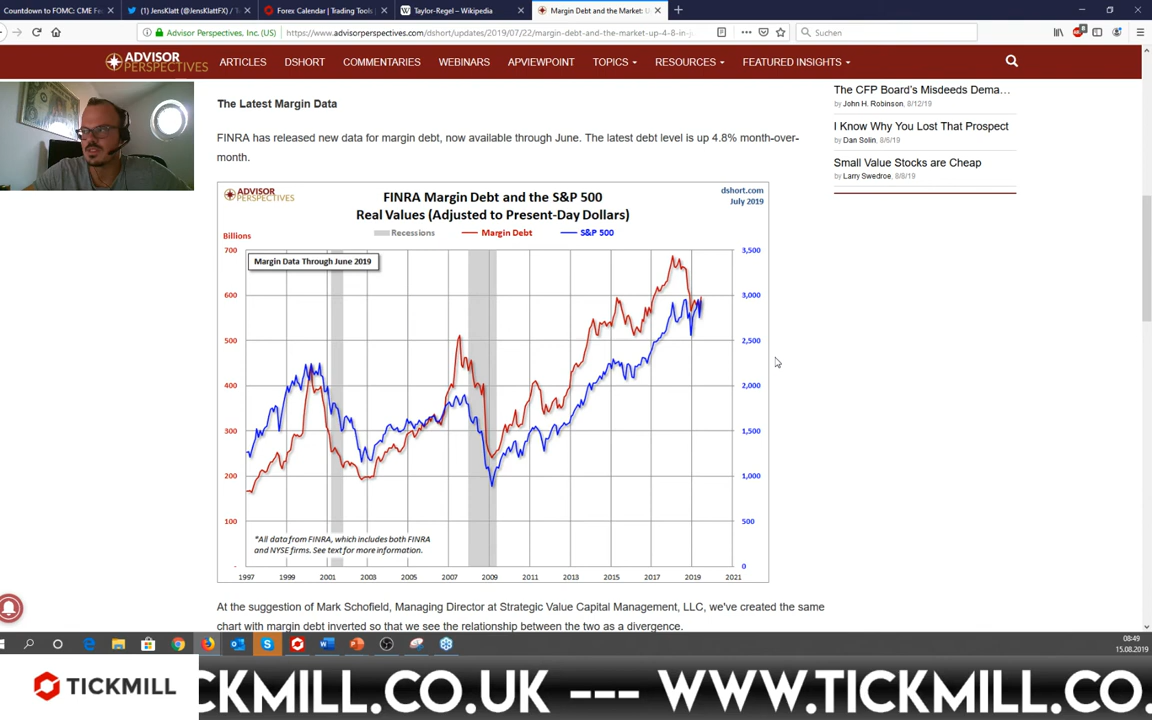 Countdown to FOMC: CME Fe
(1) JensKlatt (@JensKlattFX) / T
Forex Calendar | Trading Tools
Taylor-Regel – Wikipedia
Margin Debt and the Market: U
Advisor Perspectives, Inc. (US)
https://www.advisorperspectives.com/dshort/updates/2019/07/22/margin-debt-and-the-market-up-4-8-in-j
Suchen
ADVISOR
PERSPECTIVES
ARTICLES
DSHORT
COMMENTARIES
WEBINARS
APVIEWPOINT
TOPICS
RESOURCES
FEATURED INSIGHTS
The Latest Margin Data
FINRA has released new data for margin debt, now available through June. The latest debt level is up 4.8% month-over-
month.
The CFP Board's Misdeeds Dema…
by John H. Robinson, 8/12/19
I Know Why You Lost That Prospect
by Dan Solin, 8/6/19
Small Value Stocks are Cheap
by Larry Swedroe, 8/8/19
ADVISOR
PERSPECTIVES
FINRA Margin Debt and the S&P 500
Real Values (Adjusted to Present-Day Dollars)
dshort.com
July 2019
Recessions
Margin Debt
S&P 500
Billions
Margin Data Through June 2019
700
600
500
400
300
200
100
-
3,500
3,000
2,500
2,000
1,500
1,000
500
0
*All data from FINRA, which includes both FINRA
and NYSE firms. See text for more information.
1997 1999 2001 2003 2005 2007 2009 2011 2013 2015 2017 2019 2021
At the suggestion of Mark Schofield, Managing Director at Strategic Value Capital Management, LLC, we've created the same
chart with margin debt inverted so that we see the relationship between the two as a divergence.
08:49
15.08.2019
TICKMILL
CKMILL.CO.UK --- WWW.TICKMILL.CO.